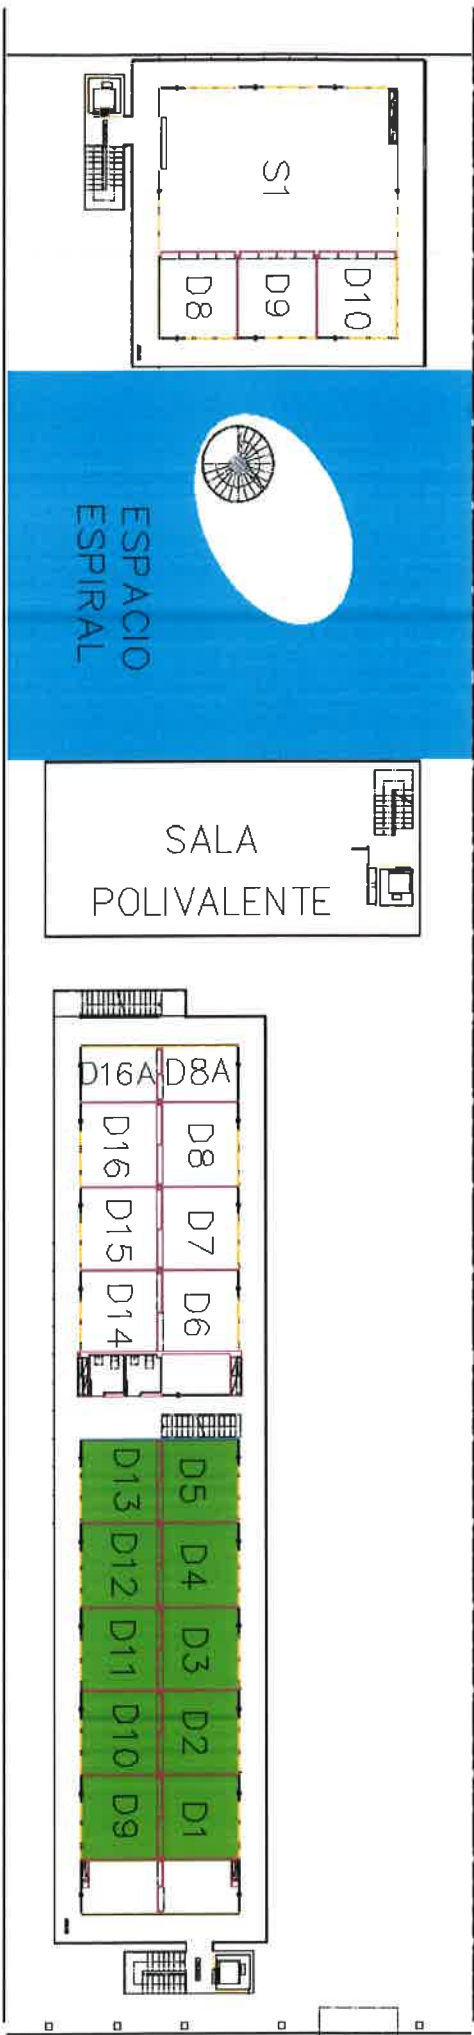 S1
D8
D9
D10
ESPACIO
ESPIRAL
SALA
POLIVALENTE
D16A
D8A
D16
D8
D15
D7
D14
D6
D13
D5
D12
D4
D11
D3
D10
D2
D9
D1